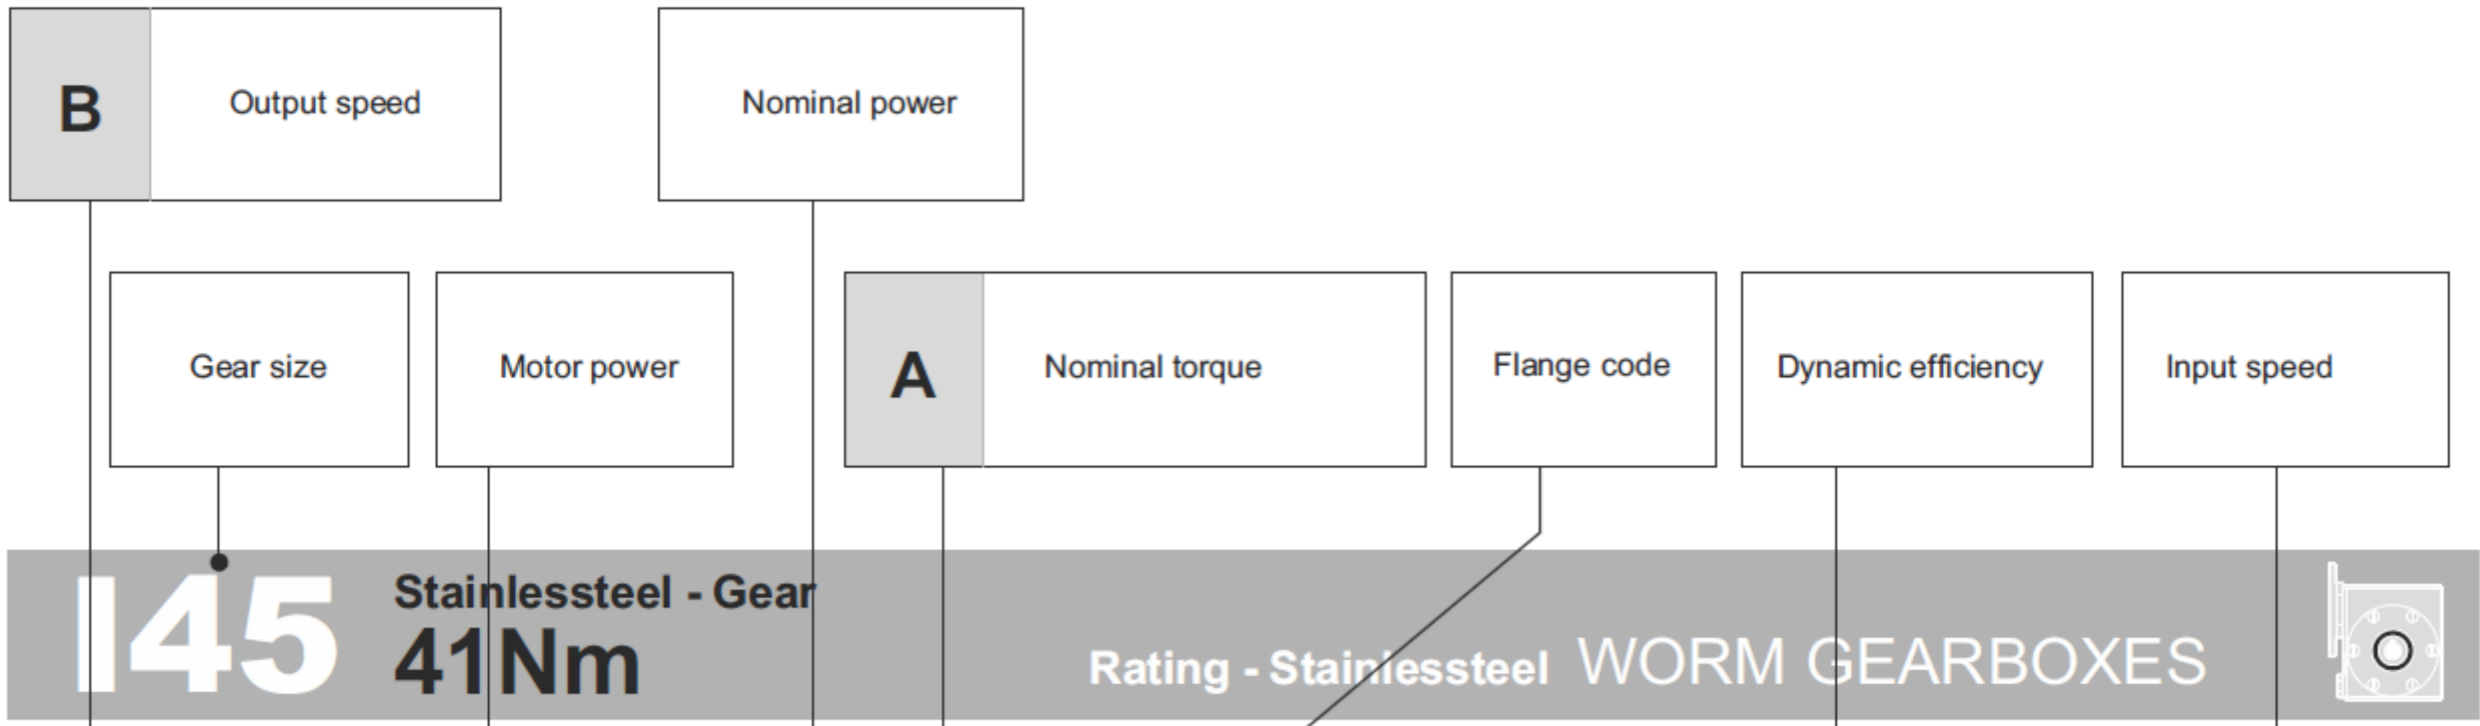 B
Output speed
Nominal power
Gear size
Motor power
A
Nominal torque
Flange code
Dynamic efficiency
Input speed
I45
Stainlessteel - Gear
41Nm
Rating - Stainlessteel WORM GEARBOXES